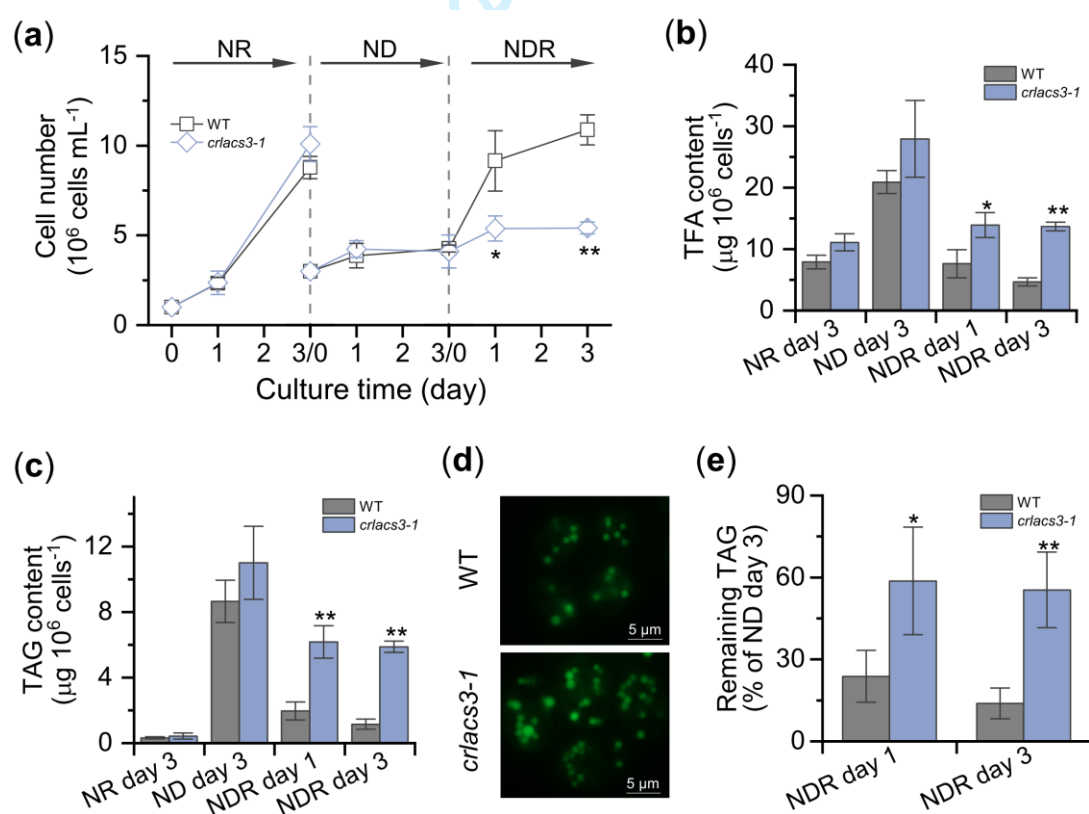 (a)
NR
ND
NDR
15
10
5
0
WT
crlacs3-1
*
**
Cell number
(10⁶ cells mL⁻¹)
0
1
2
3/0
1
2
3/0
1
2
3
Culture time (day)
(b)
40
30
20
10
0
WT
crlacs3-1
*
**
TFA content
(µg 10⁶ cells⁻¹)
NR day 3
ND day 3
NDR day 1
NDR day 3
(c)
12
8
4
0
WT
crlacs3-1
**
**
TAG content
(µg 10⁶ cells⁻¹)
NR day 3
ND day 3
NDR day 1
NDR day 3
(d)
WT
5 µm
crlacs3-1
5 µm
(e)
90
60
30
0
WT
crlacs3-1
*
**
Remaining TAG
(% of ND day 3)
NDR day 1
NDR day 3